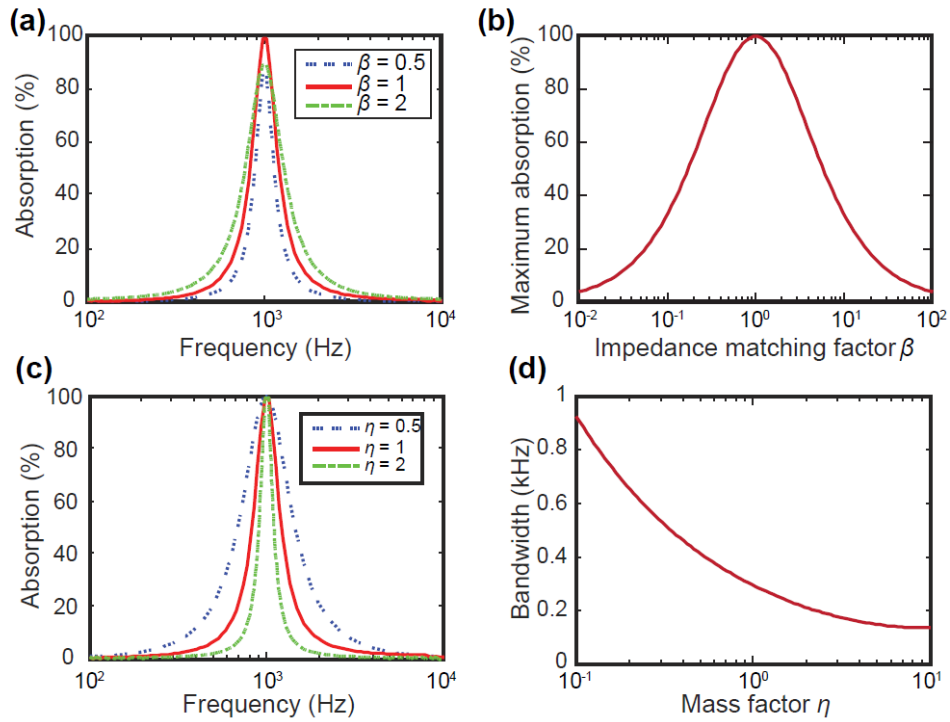 (a)
Absorption (%)
100
80
60
40
20
0
β = 0.5
β = 1
β = 2
10² 10³ 10⁴
Frequency (Hz)
(b)
Maximum absorption (%)
100
80
60
40
20
0
10⁻² 10⁻¹ 10⁰ 10¹ 10²
Impedance matching factor β
(c)
Absorption (%)
100
80
60
40
20
0
η = 0.5
η = 1
η = 2
10² 10³ 10⁴
Frequency (Hz)
(d)
Bandwidth (kHz)
1
0.8
0.6
0.4
0.2
0
10⁻¹ 10⁰ 10¹
Mass factor η